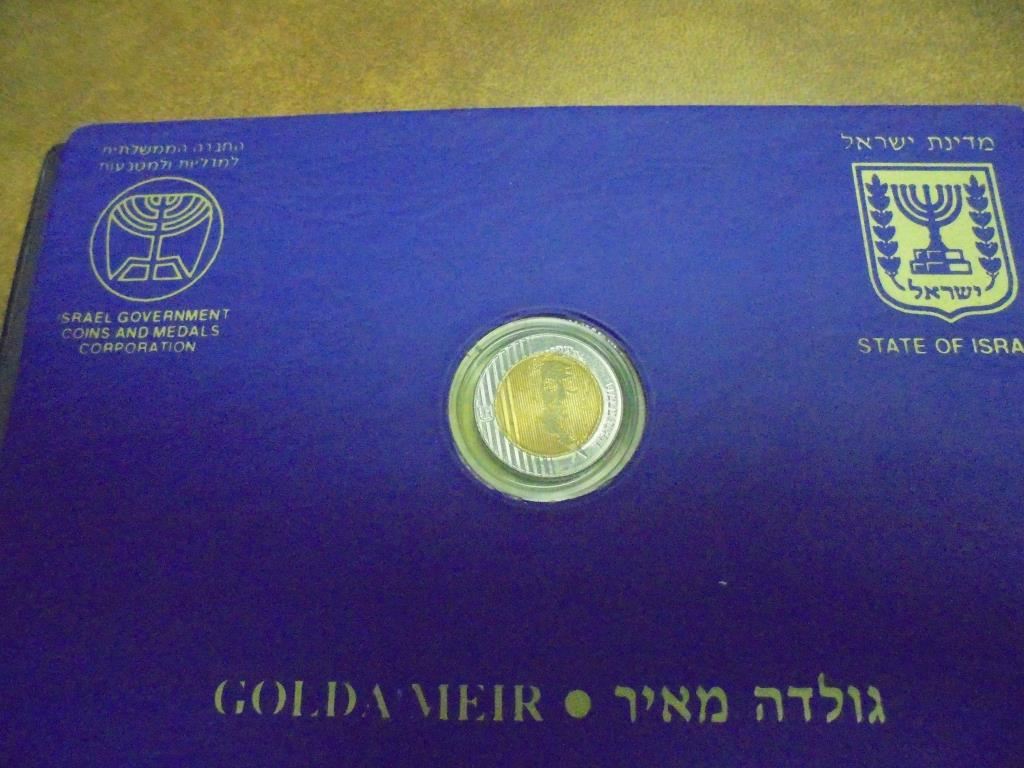 החברה הממשלתית
למדליות ולמטבעות
ISRAEL GOVERNMENT
COINS AND MEDALS
CORPORATION
מדינת ישראל
ישראל
STATE OF ISRA
GOLDA MEIR • גולדה מאיר